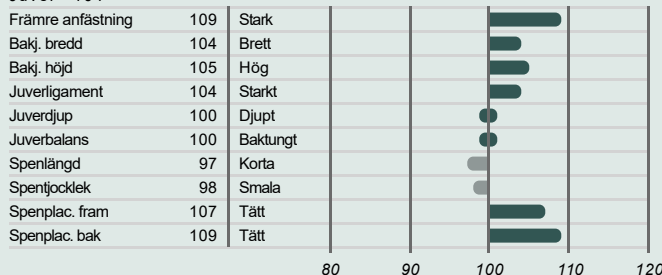 Främre anfästning 109 Stark
Bakj. bredd 104 Brett
Bakj. höjd 105 Hög
Juverligament 104 Starkt
Juverdjup 100 Djupt
Juverbalans 100 Baktungt
Spenlängd 97 Korta
Spentjocklek 98 Smala
Spenplac. fram 107 Tätt
Spenplac. bak 109 Tätt
80 90 100 110 120